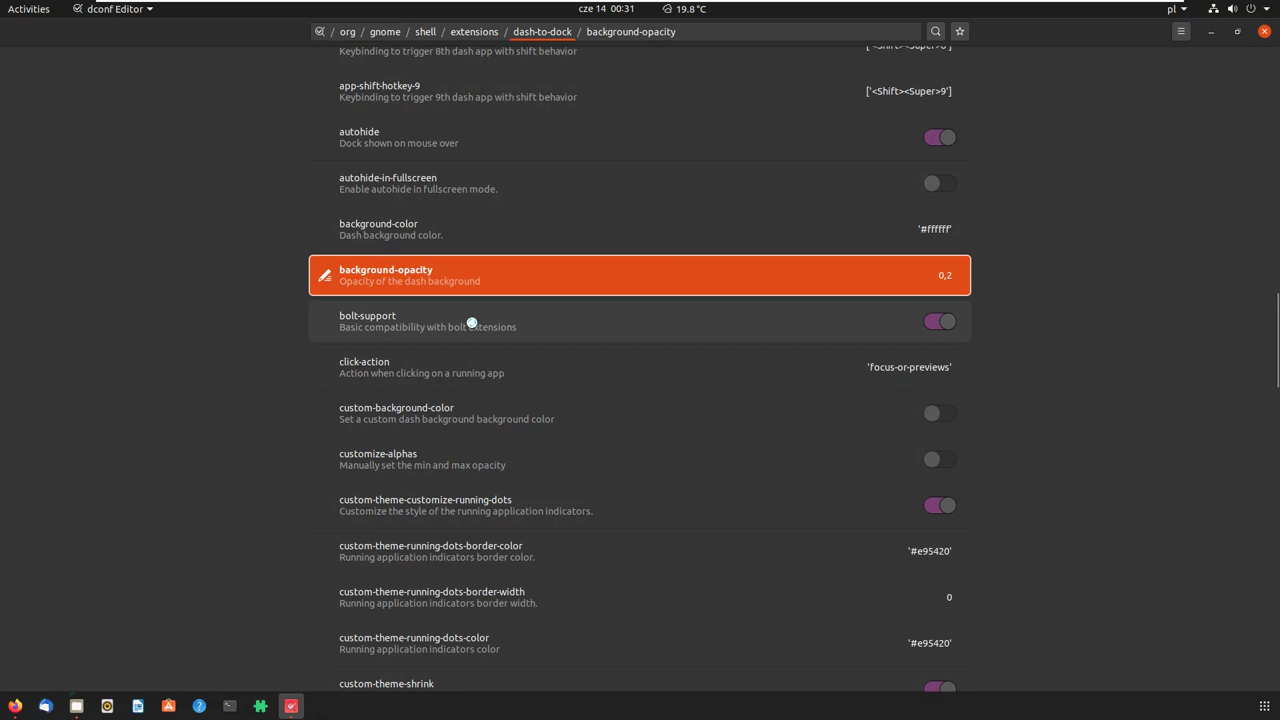 Activities dconf Editor cze 14 00:31 19.8 °C pl
org / gnome / shell / extensions / dash-to-dock / background-opacity
Keybinding to trigger 8th dash app with shift behavior ['<Shift><Super>8']
app-shift-hotkey-9
Keybinding to trigger 9th dash app with shift behavior ['<Shift><Super>9']
autohide
Dock shown on mouse over
autohide-in-fullscreen
Enable autohide in fullscreen mode.
background-color
Dash background color. '#ffffff'
background-opacity
Opacity of the dash background 0,2
bolt-support
Basic compatibility with bolt extensions
click-action
Action when clicking on a running app 'focus-or-previews'
custom-background-color
Set a custom dash background background color
customize-alphas
Manually set the min and max opacity
custom-theme-customize-running-dots
Customize the style of the running application indicators.
custom-theme-running-dots-border-color
Running application indicators border color. '#e95420'
custom-theme-running-dots-border-width
Running application indicators border width. 0
custom-theme-running-dots-color
Running application indicators color '#e95420'
custom-theme-shrink